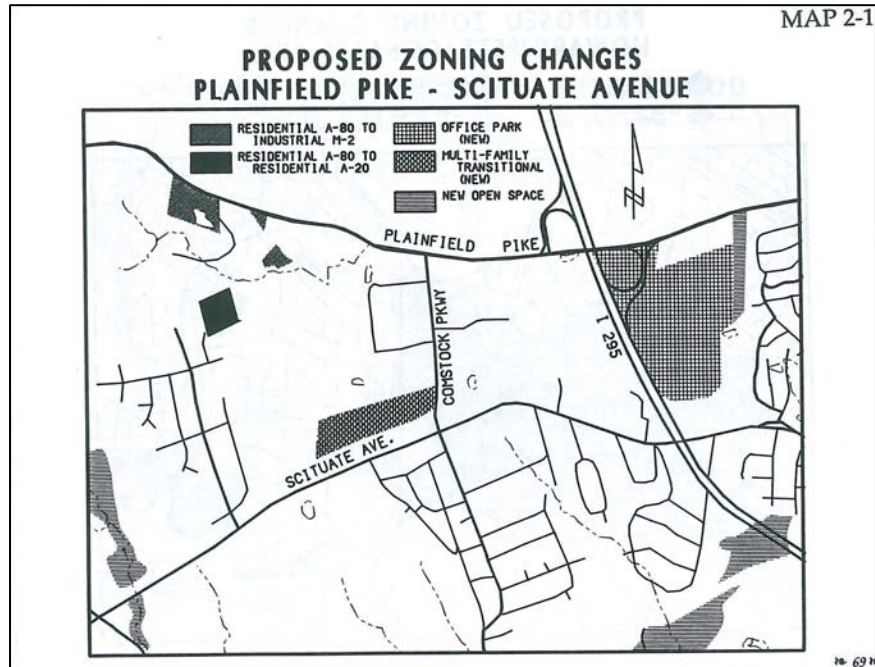 MAP 2-1
PROPOSED ZONING CHANGES
PLAINFIELD PIKE - SCITUATE AVENUE
RESIDENTIAL A-80 TO
INDUSTRIAL M-2
RESIDENTIAL A-80 TO
RESIDENTIAL A-20
OFFICE PARK
(NEW)
MULTI-FAMILY
TRANSITIONAL
(NEW)
NEW OPEN SPACE
N
PLAINFIELD PIKE
COMSTOCK PKWY
I 295
SCITUATE AVE.
69